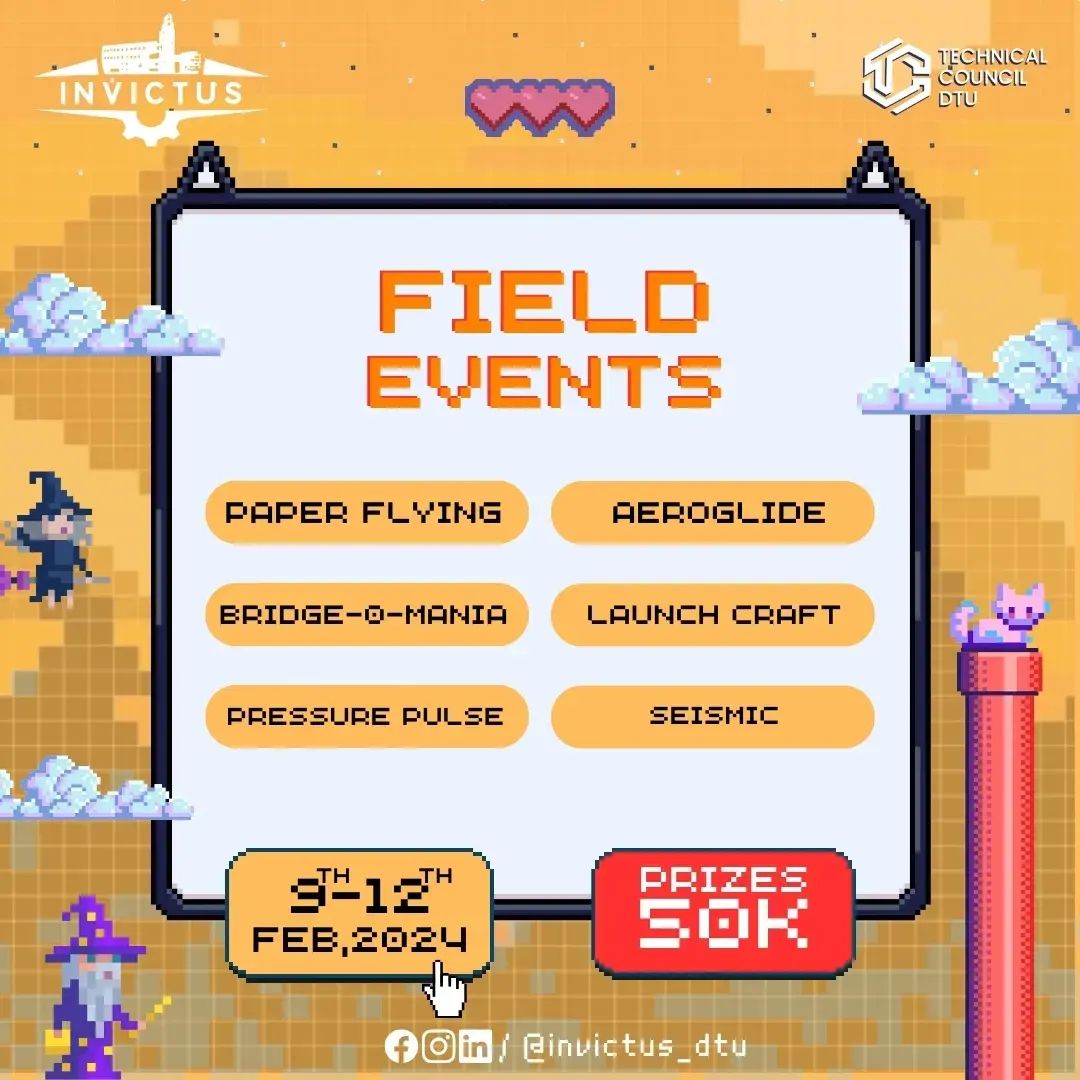 INVICTUS
TECHNICAL
COUNCIL
DTU
FIELD
EVENTS
PAPER FLYING
AEROGLIDE
BRIDGE-O-MANIA
LAUNCH CRAFT
PRESSURE PULSE
SEISMIC
9TH-12TH
FEB,2024
PRIZES
50K
/ @invictus_dtu